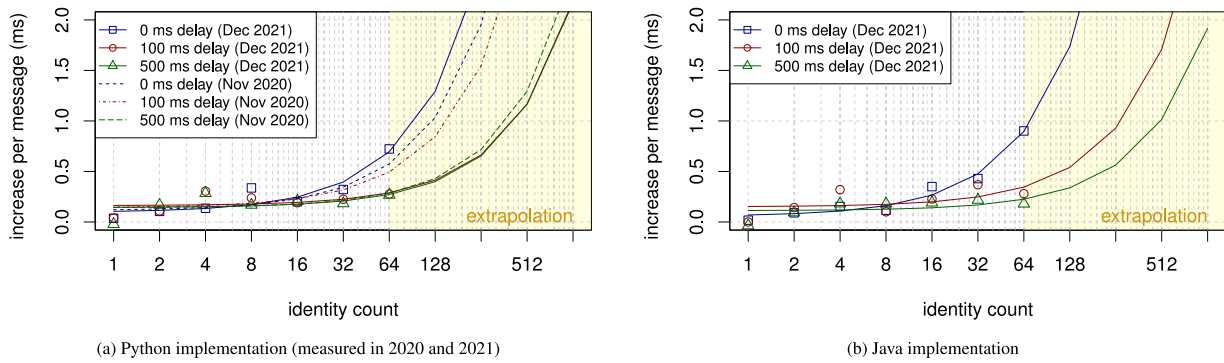 increase per message (ms)
2.0
1.5
1.0
0.5
0.0
0 ms delay (Dec 2021)
100 ms delay (Dec 2021)
500 ms delay (Dec 2021)
0 ms delay (Nov 2020)
100 ms delay (Nov 2020)
500 ms delay (Nov 2020)
extrapolation
1 2 4 8 16 32 64 128 512
identity count
(a) Python implementation (measured in 2020 and 2021)
increase per message (ms)
2.0
1.5
1.0
0.5
0.0
0 ms delay (Dec 2021)
100 ms delay (Dec 2021)
500 ms delay (Dec 2021)
extrapolation
1 2 4 8 16 32 64 128 512
identity count
(b) Java implementation